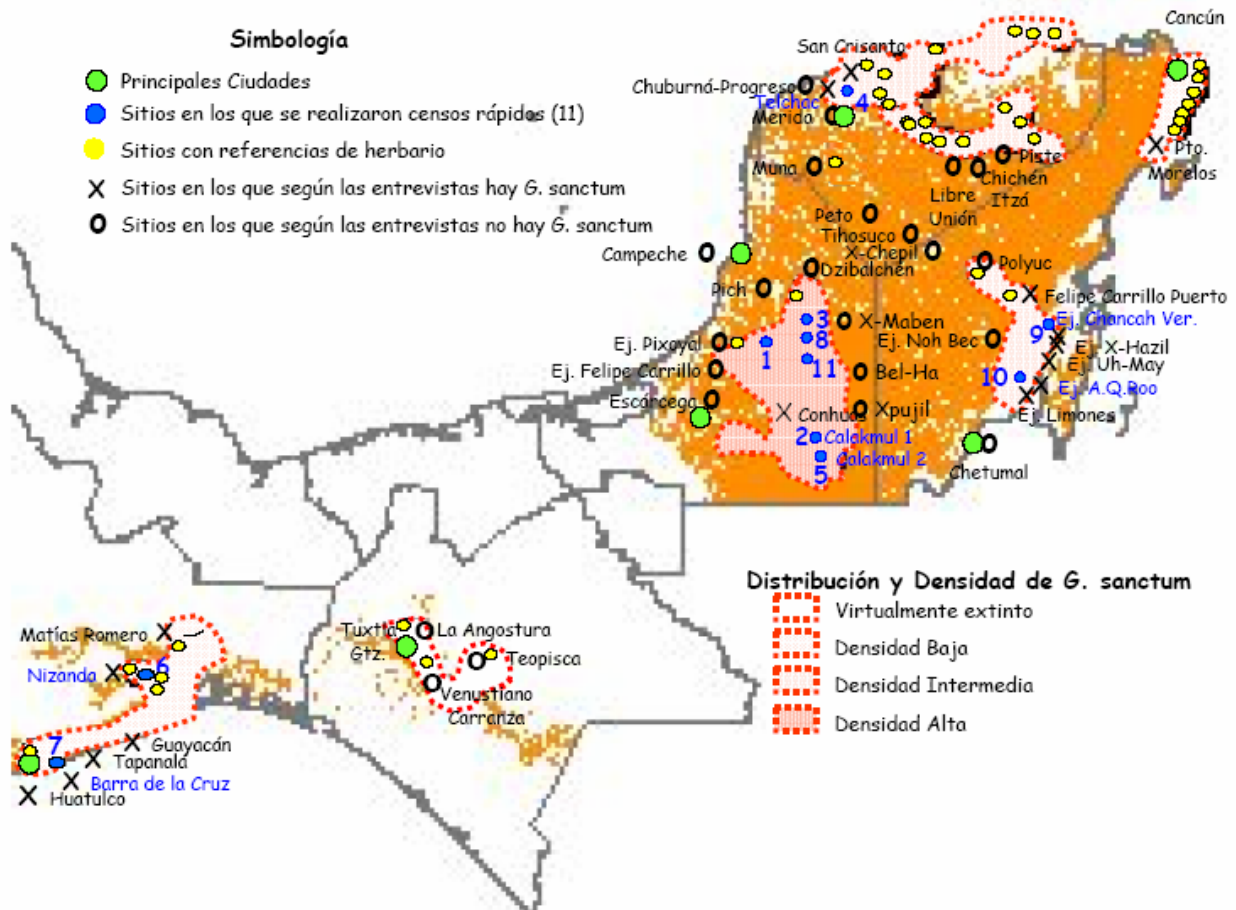 Simbología
Principales Ciudades
Sitios en los que se realizaron censos rápidos (11)
Sitios con referencias de herbario
X Sitios en los que según las entrevistas hay G. sanctum
O Sitios en los que según las entrevistas no hay G. sanctum
Cancún
San Crisanto
Chuburná-Progreso
Telchac
4
Mérida
Pto.
Morelos
Piste
Muna
Chichén
Itzá
Libre
Unión
Peto
Tihosuco
X-Chepil
Campeche
Dzibalchén
Polyuc
Pich
Felipe Carrillo Puerto
3
X-Maben
9
Ej. Chancah Ver.
Ej. Pixoyal
1
8
Ej. Noh Bec
Ej. X-Hazil
11
Ej. Uh-May
Ej. Felipe Carrillo
Bel-Ha
10
Ej. A.Q.Roo
Escárcega
Conhuas
Xpujil
Ej. Limones
2
Calakmul 1
5
Calakmul 2
Chetumal
Distribución y Densidad de G. sanctum
Virtualmente extinto
Densidad Baja
Densidad Intermedia
Densidad Alta
Matías Romero
Tuxtla
Gtz.
La Angostura
Teopisca
Nizanda
6
Venustiano
Carranza
7
Guayacán
Tapanala
Barra de la Cruz
Huatulco